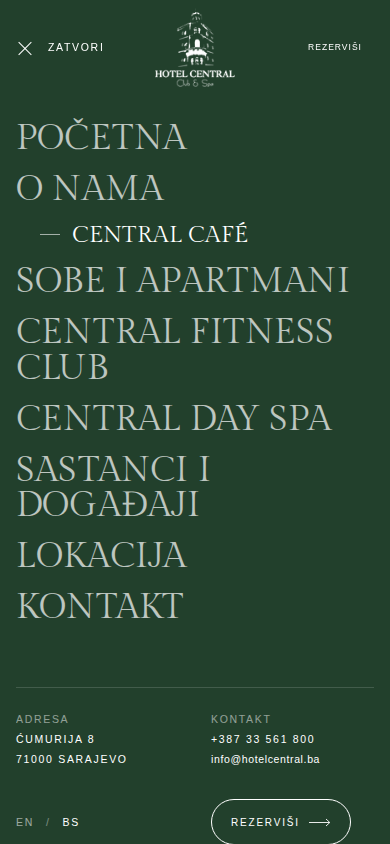 ZATVORI
HOTEL CENTRAL
Club & Spa
REZERVIŠI
POČETNA
O NAMA
— CENTRAL CAFÉ
SOBE I APARTMANI
CENTRAL FITNESS
CLUB
CENTRAL DAY SPA
SASTANCI I
DOGAĐAJI
LOKACIJA
KONTAKT
ADRESA
ĆUMURIJA 8
71000 SARAJEVO
KONTAKT
+387 33 561 800
info@hotelcentral.ba
EN / BS
REZERVIŠI